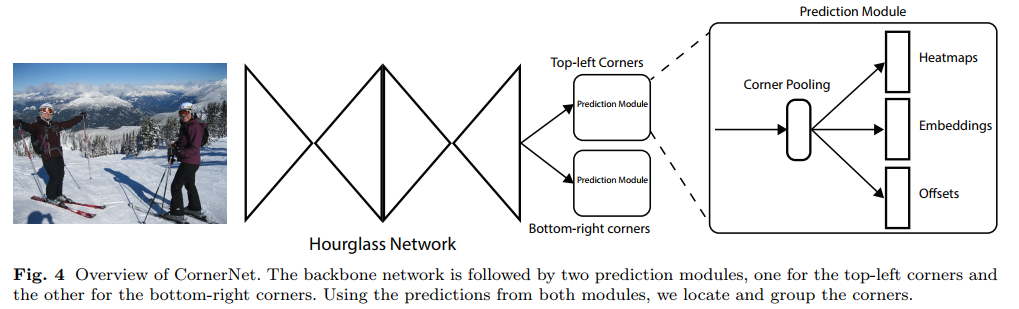 Prediction Module
Top-left Corners
Prediction Module
Prediction Module
Bottom-right corners
Hourglass Network
Corner Pooling
Heatmaps
Embeddings
Offsets
Fig. 4 Overview of CornerNet. The backbone network is followed by two prediction modules, one for the top-left corners and
the other for the bottom-right corners. Using the predictions from both modules, we locate and group the corners.